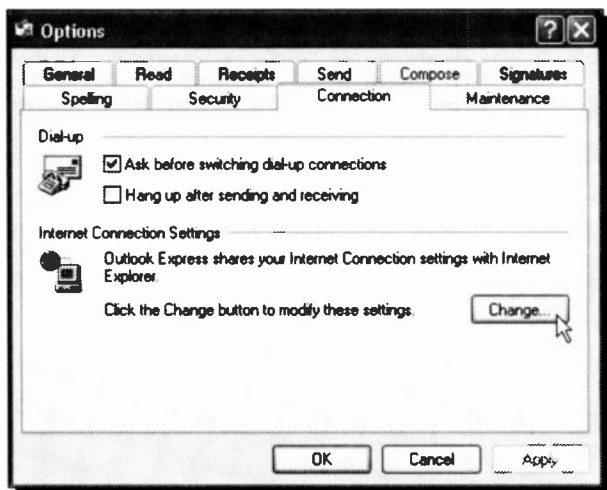 Options
General Read Receipts Send Compose Signatures
Spelling Security Connection Maintenance
Dial-up
Ask before switching dial-up connections
Hang up after sending and receiving
Internet Connection Settings
Outlook Express shares your Internet Connection settings with Internet
Explorer.
Click the Change button to modify these settings. Change...
OK Cancel Apply